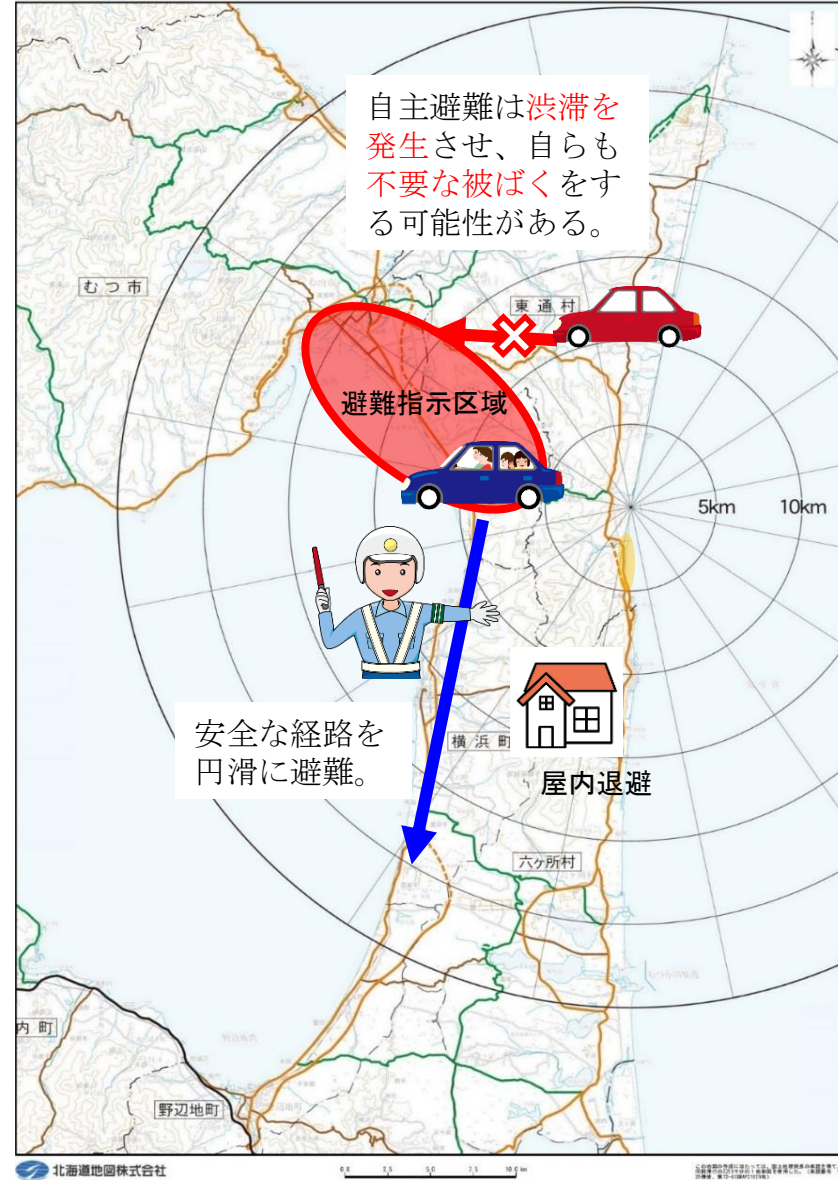 自主避難は渋滞を
発生させ、自らも
不要な被ばくをす
る可能性がある。
むつ市
東通村
避難指示区域
5km
10km
安全な経路を
円滑に避難。
横浜町
屋内退避
六ヶ所村
内町
野辺地町
北海道地図株式会社